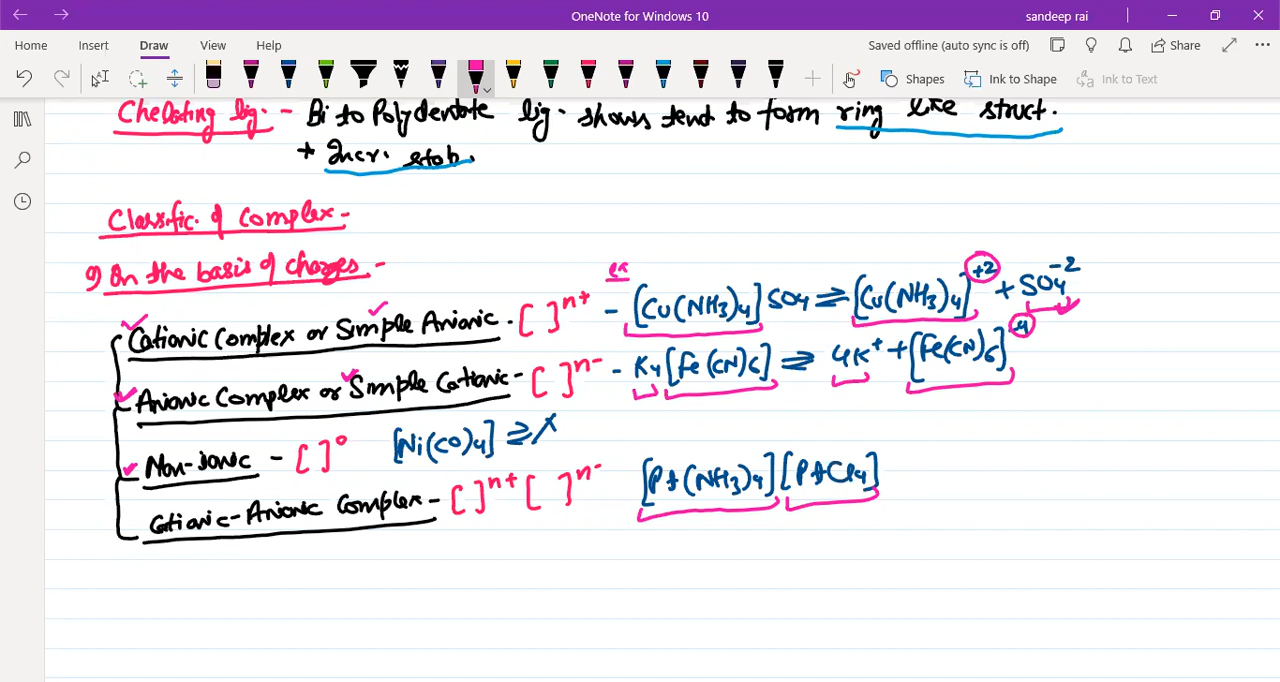 OneNote for Windows 10
sandeep rai
Home Insert Draw View Help
Saved offline (auto sync is off) Share
Shapes Ink to Shape Ink to Text
Chelating lig. - Bi to Polydentate lig. shows tend to form ring like struct.
+ Incr. stab.
Classific. of Complex-
1) On the basis of charges -
ex
Cationic Complex or Simple Anionic. [ ]ⁿ⁺ - [Cu(NH3)4]SO4 ⇌ [Cu(NH3)4]⁺² + SO4⁻²
Anionic Complex or Simple Cationic - [ ]ⁿ⁻ - K4[Fe(CN)6] ⇌ 4K⁺ + [Fe(CN)6]⁻⁴
Non-ionic - [ ]⁰ [Ni(CO)4] ⇌ X
Cationic-Anionic Complex - [ ]ⁿ⁺ [ ]ⁿ⁻ [Pt(NH3)4][PtCl4]